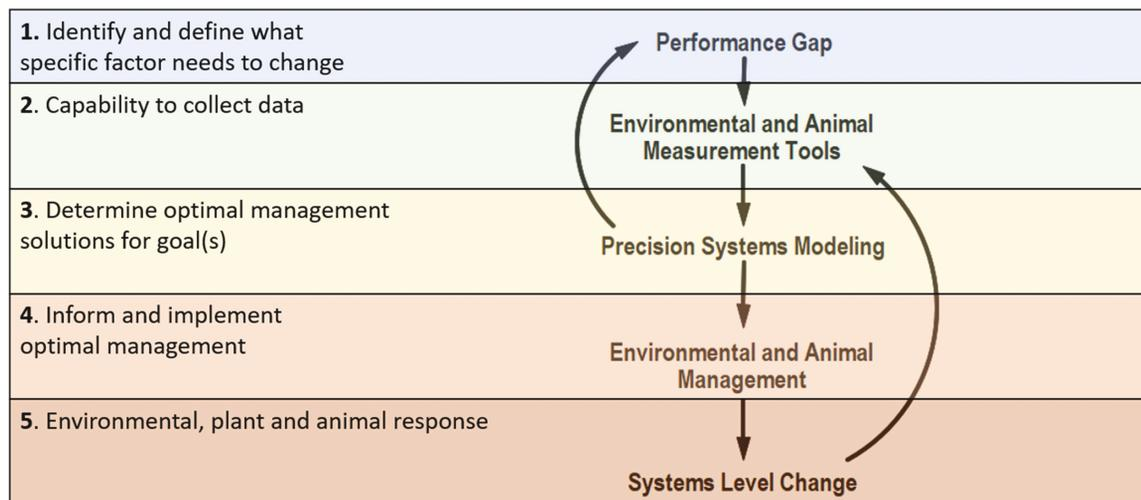 1. Identify and define what
specific factor needs to change
Performance Gap
2. Capability to collect data
Environmental and Animal
Measurement Tools
3. Determine optimal management
solutions for goal(s)
Precision Systems Modeling
4. Inform and implement
optimal management
Environmental and Animal
Management
5. Environmental, plant and animal response
Systems Level Change